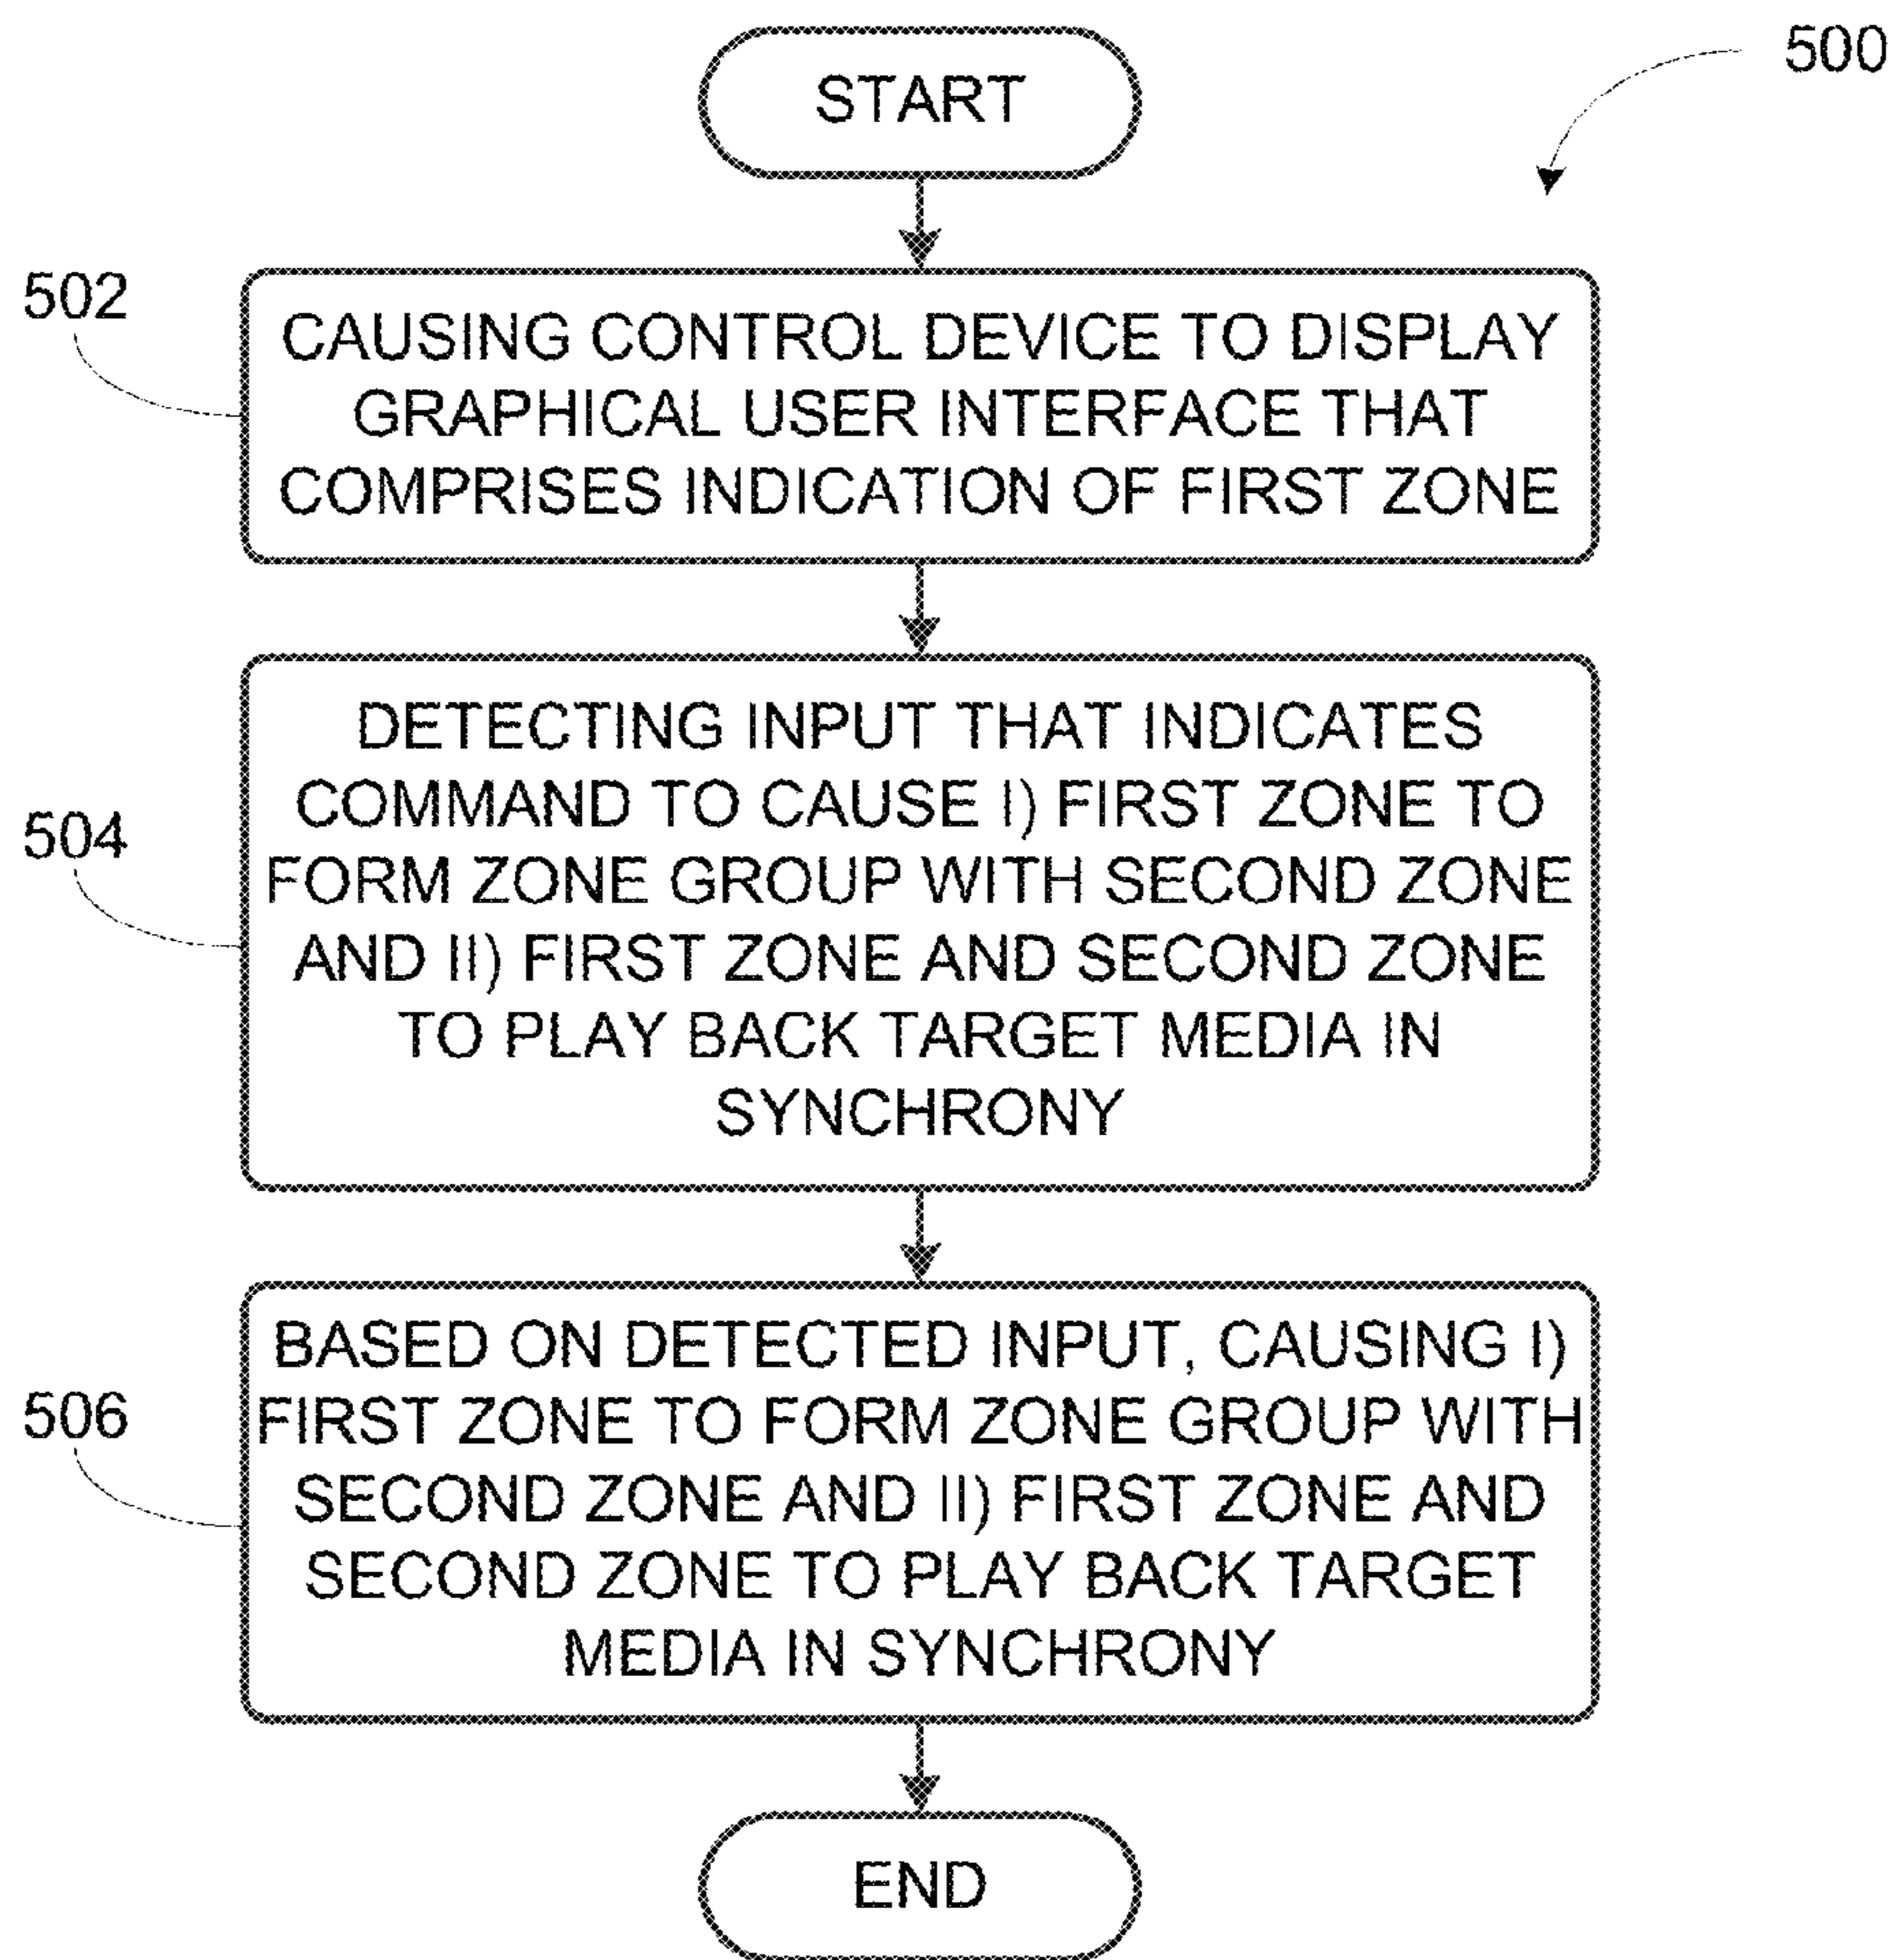 START
500
502
CAUSING CONTROL DEVICE TO DISPLAY
GRAPHICAL USER INTERFACE THAT
COMPRISES INDICATION OF FIRST ZONE
504
DETECTING INPUT THAT INDICATES
COMMAND TO CAUSE I) FIRST ZONE TO
FORM ZONE GROUP WITH SECOND ZONE
AND II) FIRST ZONE AND SECOND ZONE
TO PLAY BACK TARGET MEDIA IN
SYNCHRONY
506
BASED ON DETECTED INPUT, CAUSING I)
FIRST ZONE TO FORM ZONE GROUP WITH
SECOND ZONE AND II) FIRST ZONE AND
SECOND ZONE TO PLAY BACK TARGET
MEDIA IN SYNCHRONY
END